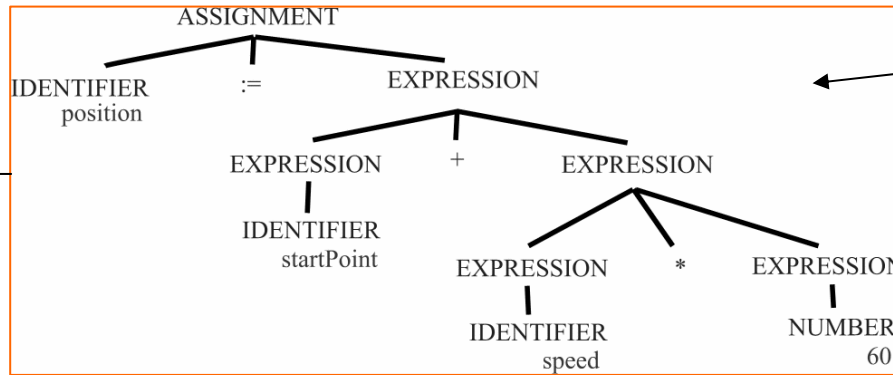 ASSIGNMENT
IDENTIFIER := EXPRESSION
position
EXPRESSION + EXPRESSION
IDENTIFIER
startPoint
EXPRESSION * EXPRESSION
IDENTIFIER NUMBER
speed 60